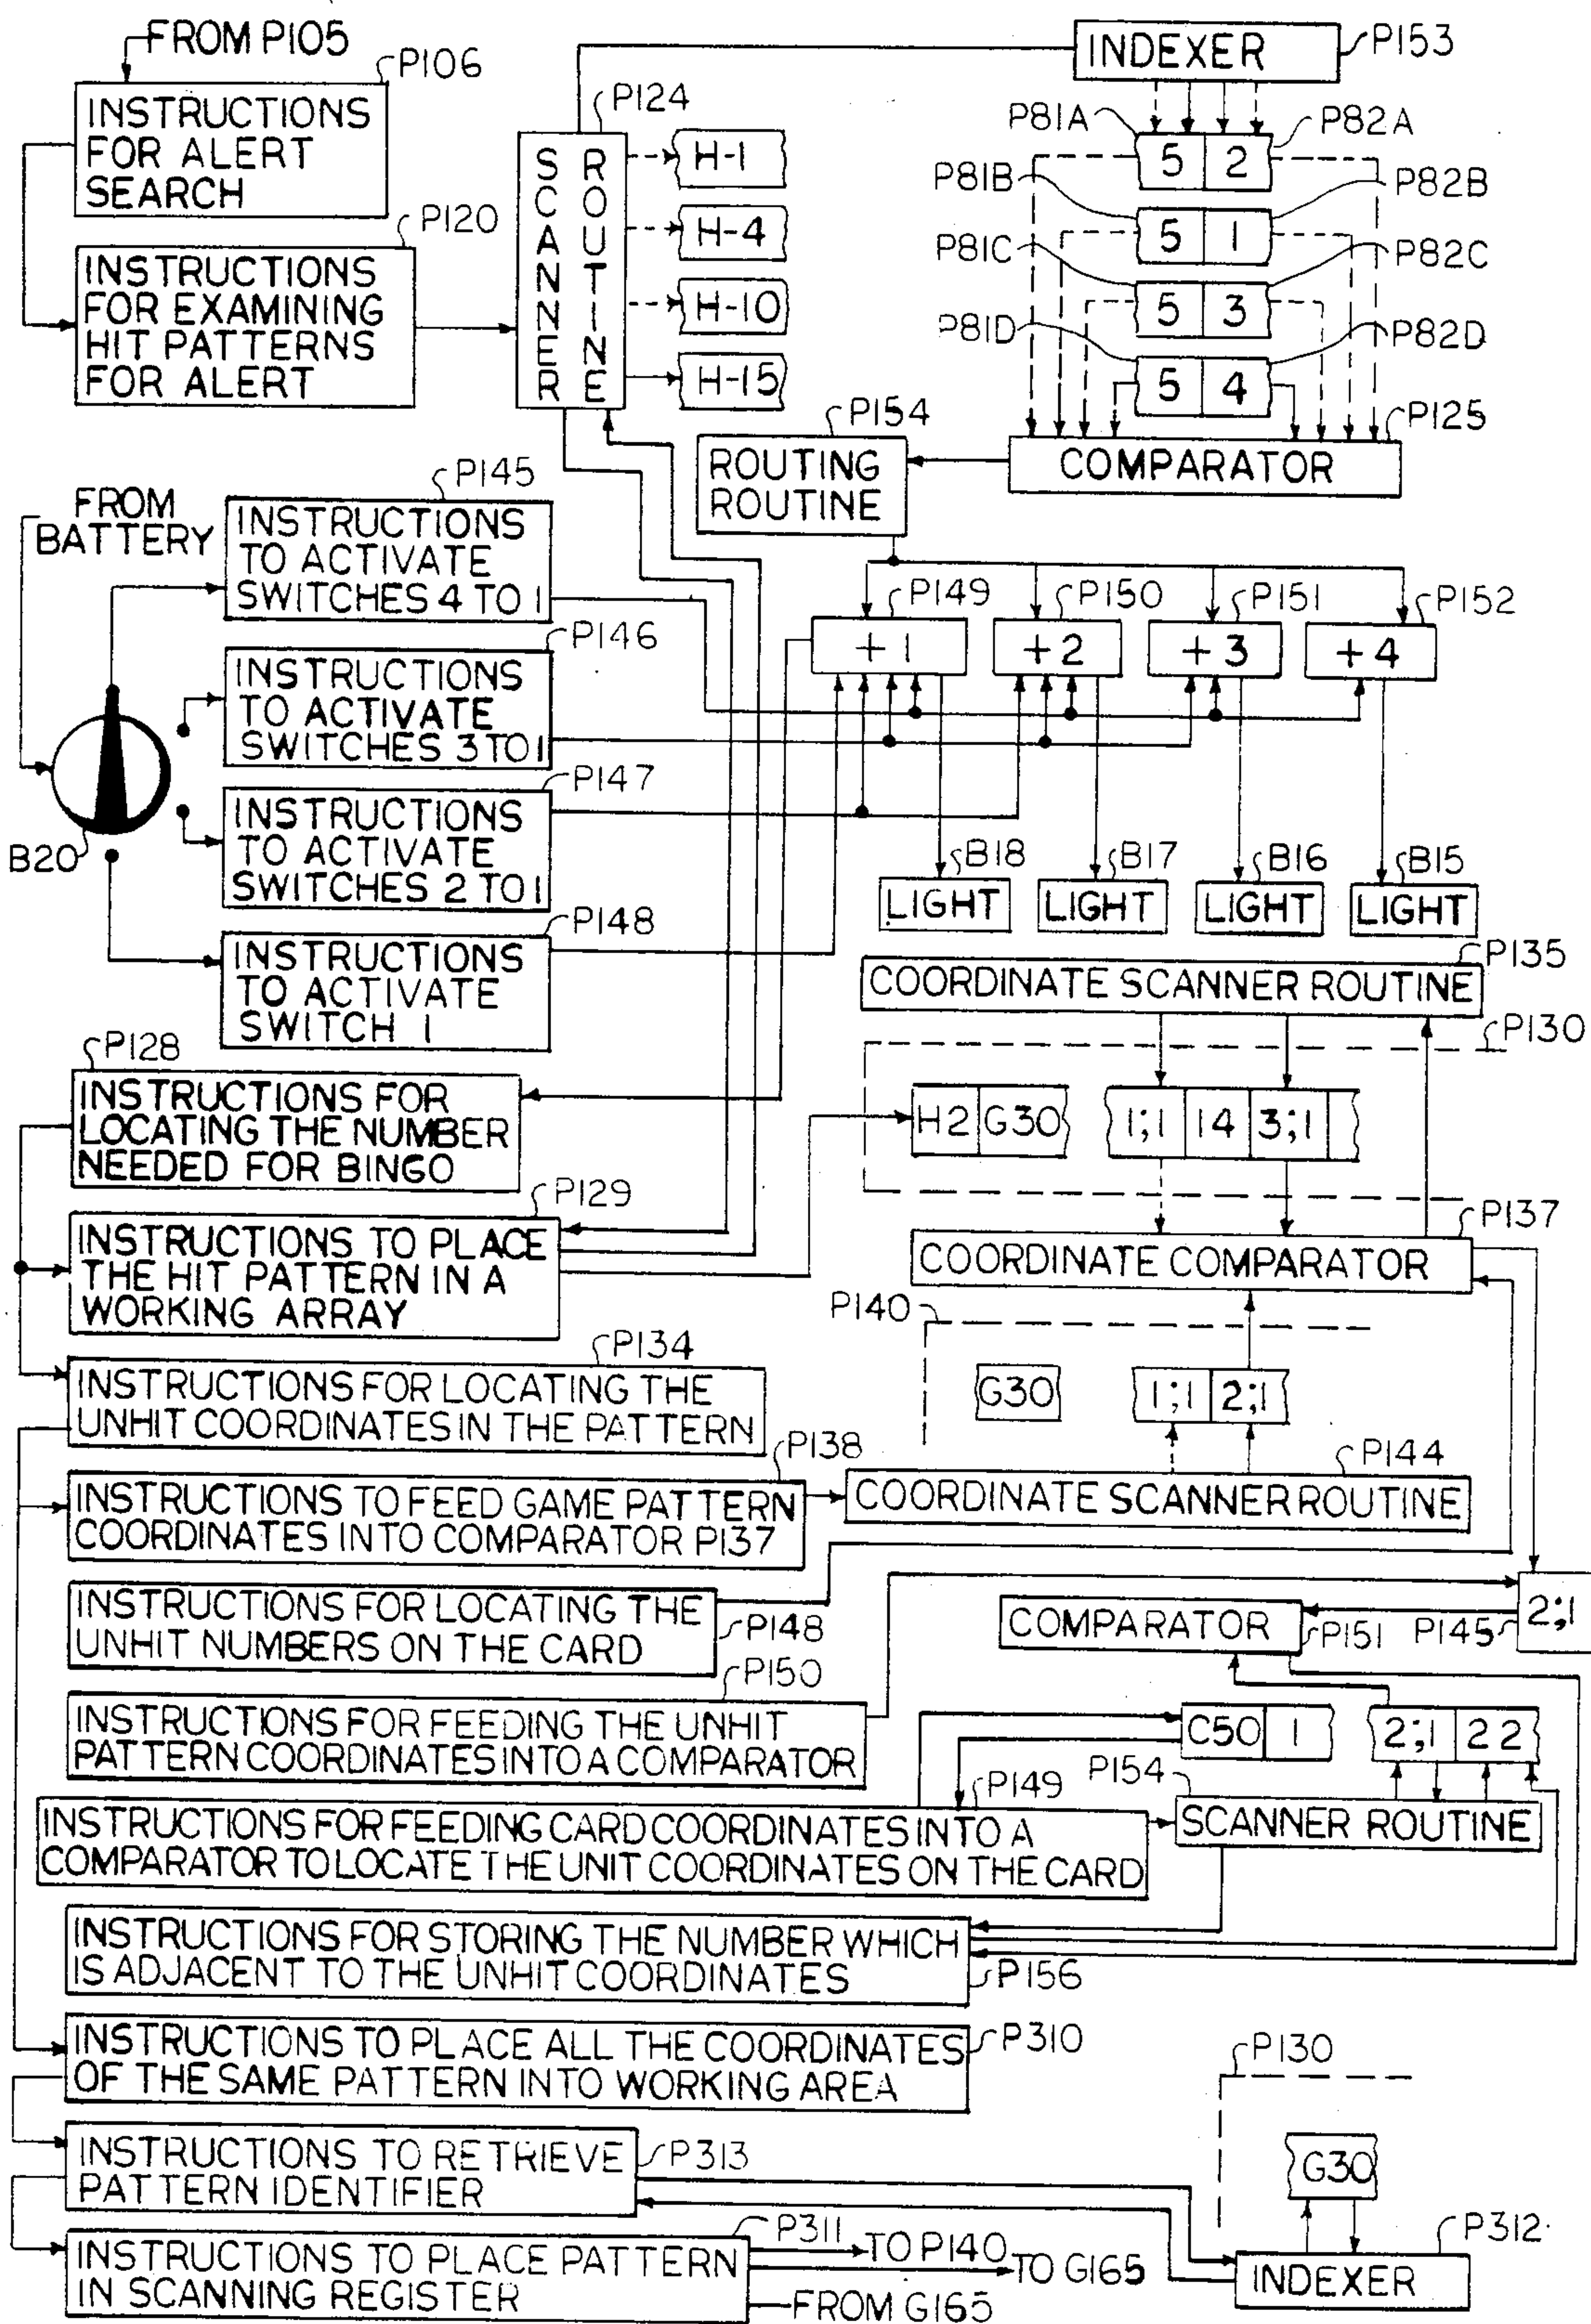 FROM P105
P106
INSTRUCTIONS
FOR ALERT
SEARCH
P120
INSTRUCTIONS
FOR EXAMINING
HIT PATTERNS
FOR ALERT
P124
SCANNER
ROUTINE
H-1
H-4
H-10
H-15
INDEXER
P153
P81A
5 2
P82A
P81B
5 1
P82B
P81C
5 3
P82C
P81D
5 4
P82D
P125
COMPARATOR
P154
ROUTING
ROUTINE
FROM
BATTERY
B20
P145
INSTRUCTIONS
TO ACTIVATE
SWITCHES 4 TO 1
P146
INSTRUCTIONS
TO ACTIVATE
SWITCHES 3 TO 1
P147
INSTRUCTIONS
TO ACTIVATE
SWITCHES 2 TO 1
P148
INSTRUCTIONS
TO ACTIVATE
SWITCH 1
P149
+1
P150
+2
P151
+3
P152
+4
B18
LIGHT
B17
LIGHT
B16
LIGHT
B15
LIGHT
P135
COORDINATE SCANNER ROUTINE
P130
H2 G30
1;1 14 3;1
P137
COORDINATE COMPARATOR
P128
INSTRUCTIONS FOR
LOCATING THE NUMBER
NEEDED FOR BINGO
P129
INSTRUCTIONS TO PLACE
THE HIT PATTERN IN A
WORKING ARRAY
P140
G30
1;1 2;1
P134
INSTRUCTIONS FOR LOCATING THE
UNHIT COORDINATES IN THE PATTERN
P138
INSTRUCTIONS TO FEED GAME PATTERN
COORDINATES INTO COMPARATOR P137
P144
COORDINATE SCANNER ROUTINE
INSTRUCTIONS FOR LOCATING THE
UNHIT NUMBERS ON THE CARD
P148
COMPARATOR
P151
P145
2;1
P150
INSTRUCTIONS FOR FEEDING THE UNHIT
PATTERN COORDINATES INTO A COMPARATOR
C50 1
2;1 22
P149
INSTRUCTIONS FOR FEEDING CARD COORDINATES INTO A
COMPARATOR TO LOCATE THE UNIT COORDINATES ON THE CARD
P154
SCANNER ROUTINE
INSTRUCTIONS FOR STORING THE NUMBER WHICH
IS ADJACENT TO THE UNHIT COORDINATES
P156
INSTRUCTIONS TO PLACE ALL THE COORDINATES
OF THE SAME PATTERN INTO WORKING AREA
P310
P130
INSTRUCTIONS TO RETRIEVE
PATTERN IDENTIFIER
P313
G30
P312
INDEXER
P311
INSTRUCTIONS TO PLACE PATTERN
IN SCANNING REGISTER
TO P140
TO G165
FROM G165